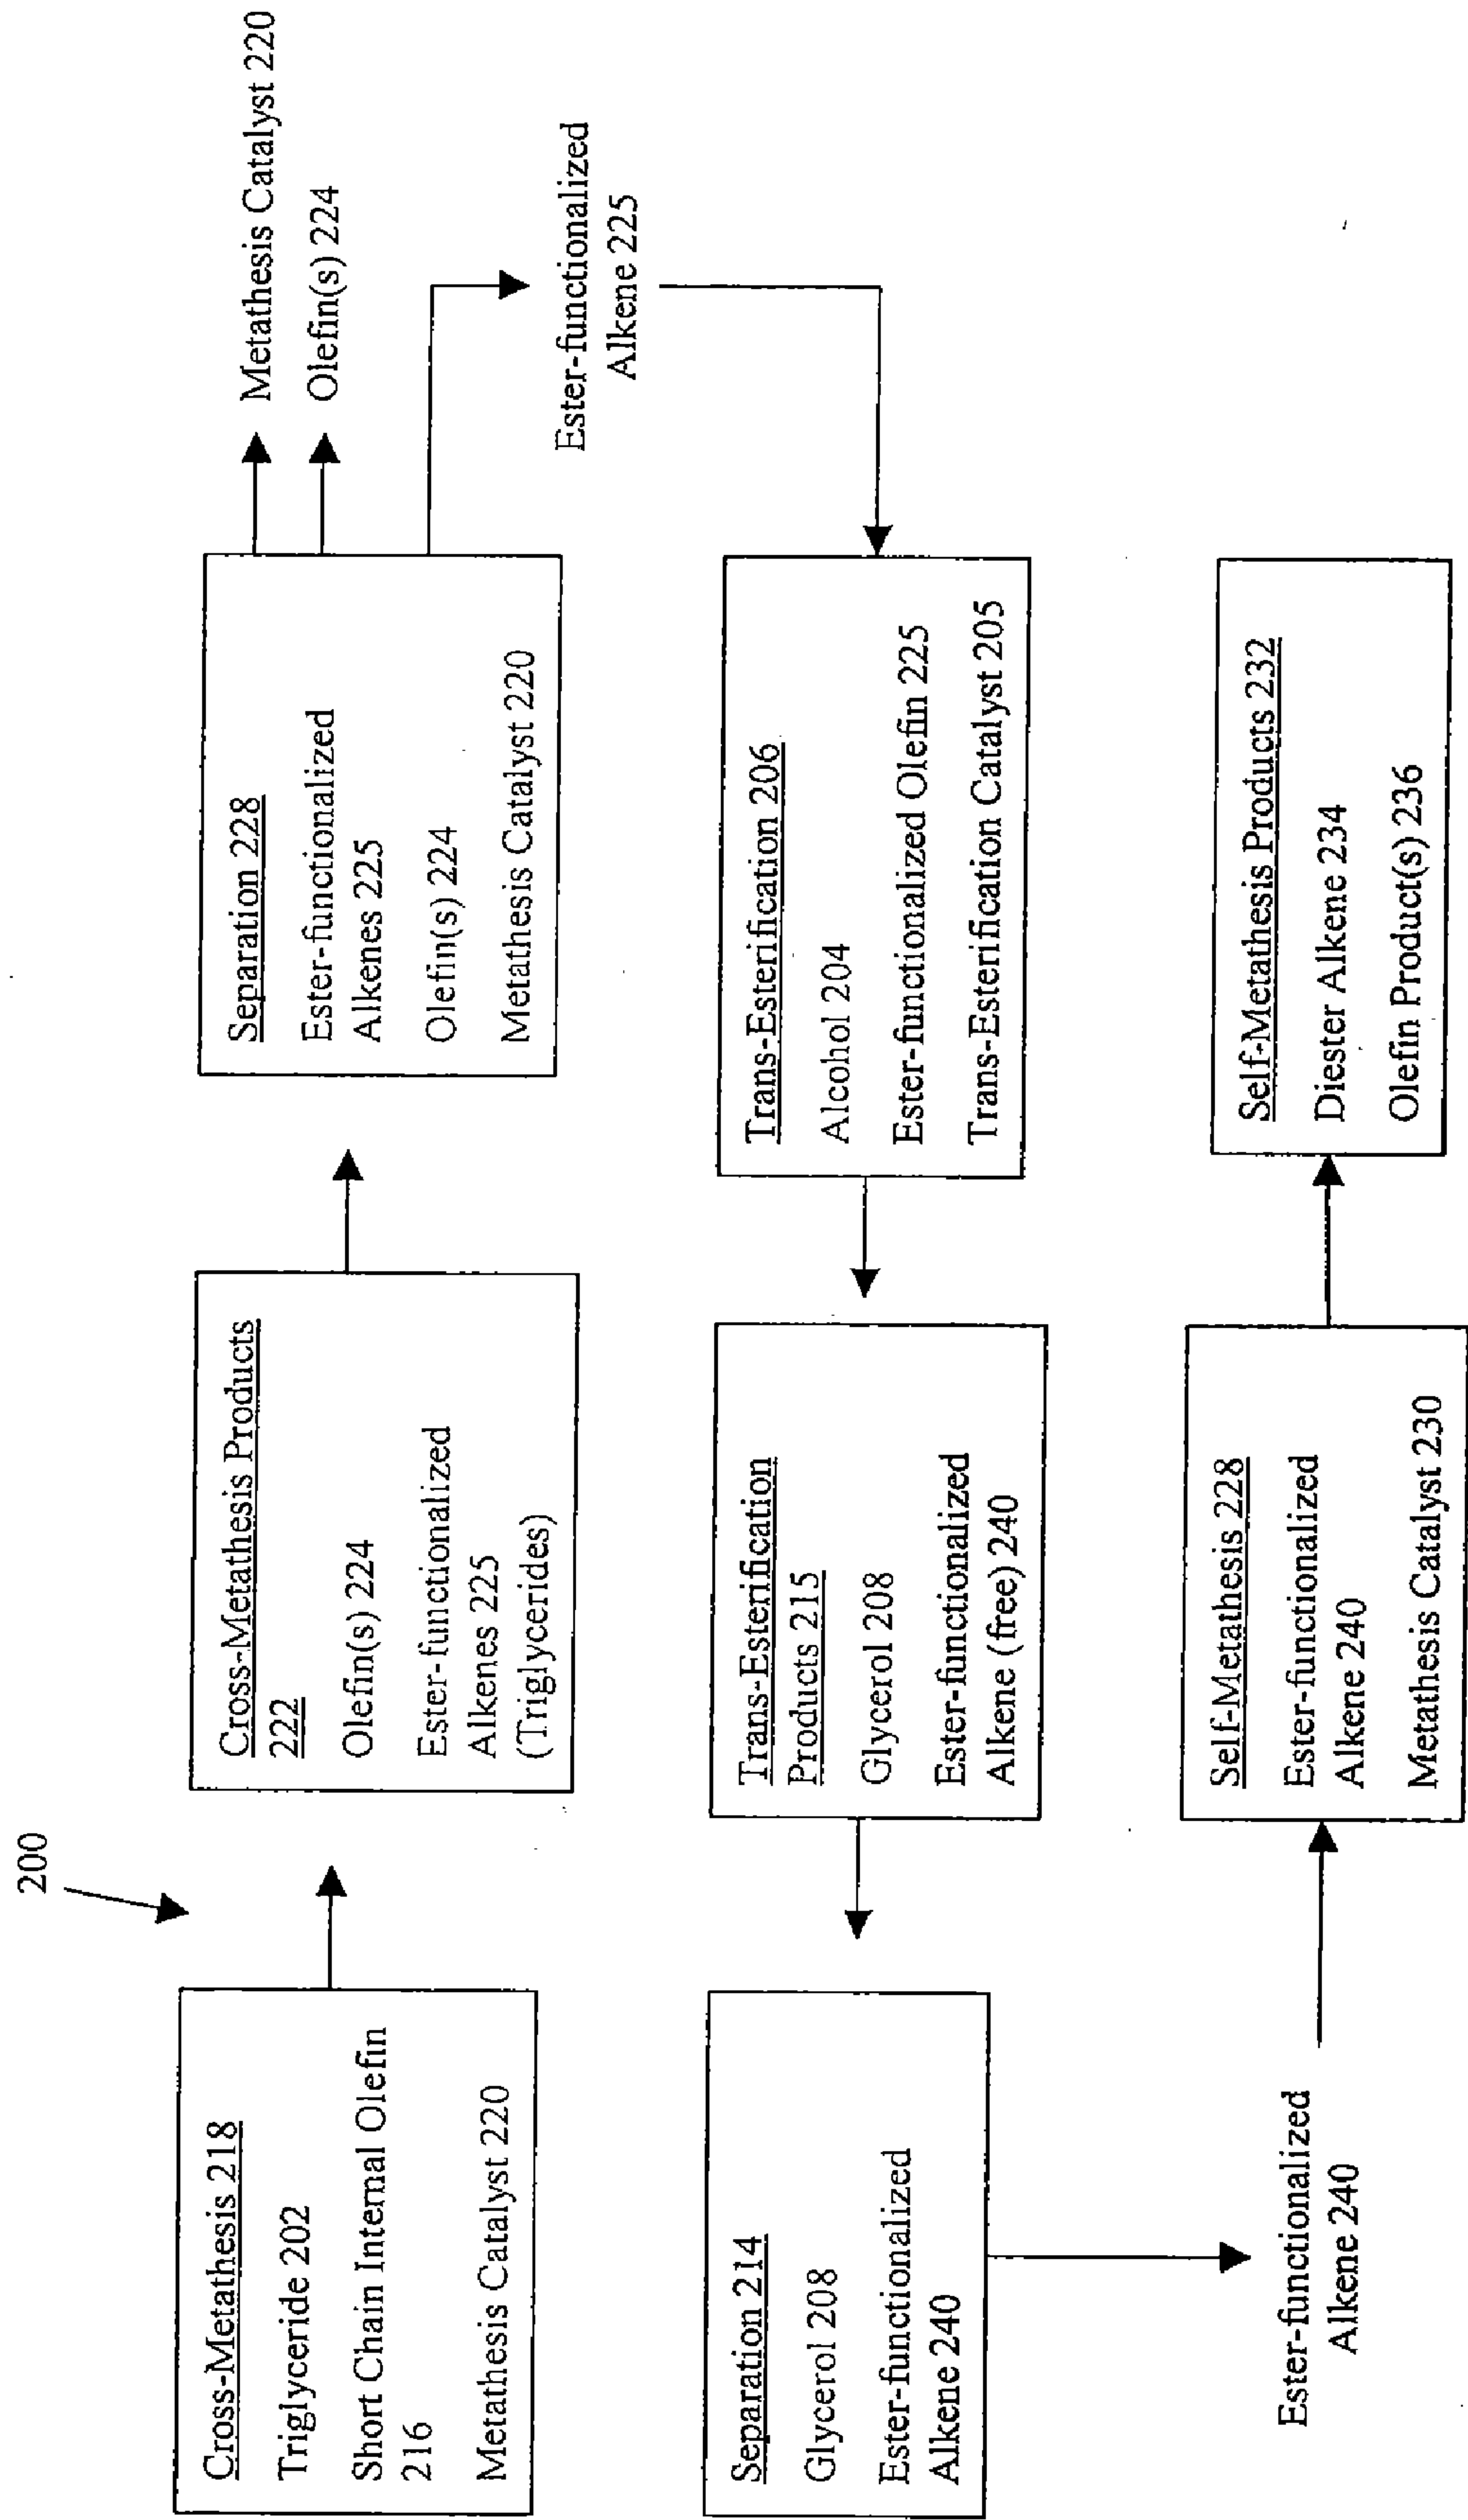 200
Cross-Metathesis 218
Triglyceride 202
Short Chain Internal Olefin
216
Metathesis Catalyst 220
Cross-Metathesis Products
222
Olefin(s) 224
Ester-functionalized
Alkenes 225
(Triglycerides)
Separation 228
Ester-functionalized
Alkenes 225
Olefin(s) 224
Metathesis Catalyst 220
Metathesis Catalyst 220
Olefin(s) 224
Ester-functionalized
Alkene 225
Trans-Esterification 206
Alcohol 204
Ester-functionalized Olefin 225
Trans-Esterification Catalyst 205
Trans-Esterification
Products 215
Glycerol 208
Ester-functionalized
Alkene (free) 240
Separation 214
Glycerol 208
Ester-functionalized
Alkene 240
Ester-functionalized
Alkene 240
Self-Metathesis 228
Ester-functionalized
Alkene 240
Metathesis Catalyst 230
Self-Metathesis Products 232
Diester Alkene 234
Olefin Product(s) 236